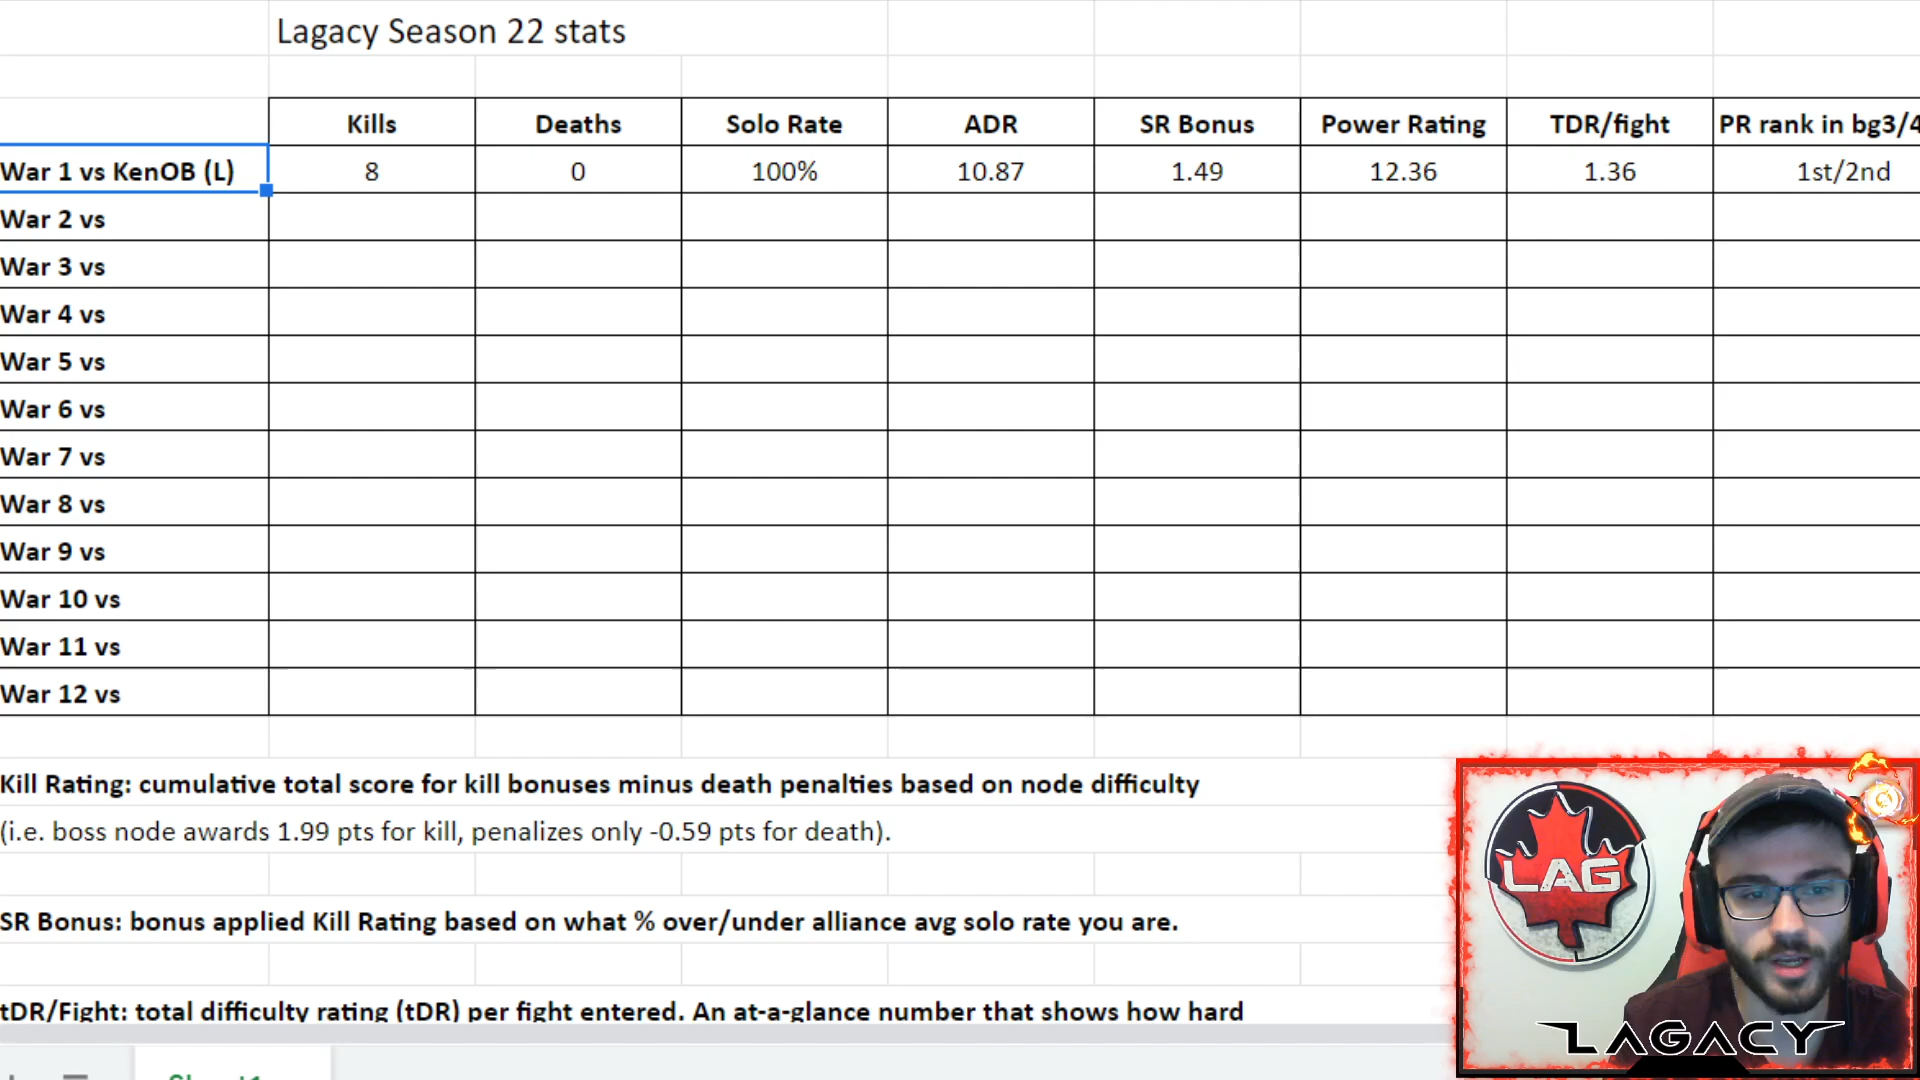 Lagacy Season 22 stats
Kills Deaths Solo Rate ADR SR Bonus Power Rating TDR/fight PR rank in bg3/4
War 1 vs KenOB (L) 8 0 100% 10.87 1.49 12.36 1.36 1st/2nd
War 2 vs
War 3 vs
War 4 vs
War 5 vs
War 6 vs
War 7 vs
War 8 vs
War 9 vs
War 10 vs
War 11 vs
War 12 vs
Kill Rating: cumulative total score for kill bonuses minus death penalties based on node difficulty
(i.e. boss node awards 1.99 pts for kill, penalizes only -0.59 pts for death).
SR Bonus: bonus applied Kill Rating based on what % over/under alliance avg solo rate you are.
tDR/Fight: total difficulty rating (tDR) per fight entered. An at-a-glance number that shows how hard
LAG
LAGACY